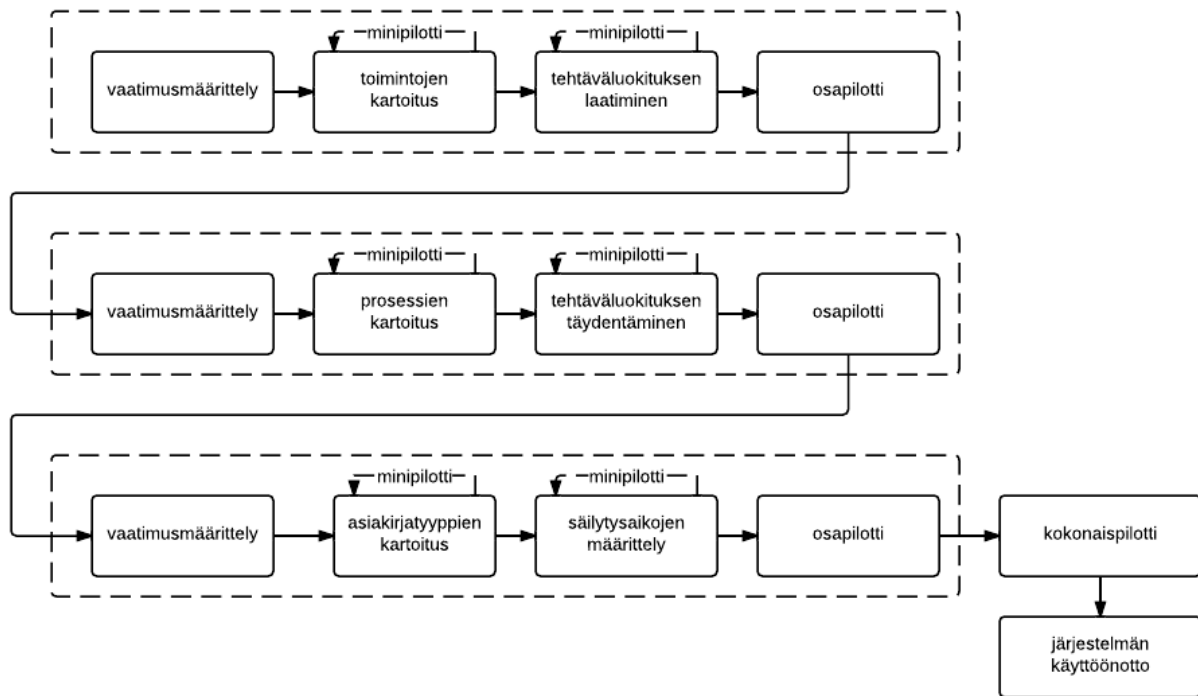 minipilotti
minipilotti
vaatimusmäärittely
toimintojen
kartoitus
tehtäväluokituksen
laatiminen
osapilotti
minipilotti
minipilotti
vaatimusmäärittely
prosessien
kartoitus
tehtäväluokituksen
täydentäminen
osapilotti
minipilotti
minipilotti
vaatimusmäärittely
asiakirjatyyppien
kartoitus
säilytysaikojen
määrittely
osapilotti
kokonaispilotti
järjestelmän
käyttöönotto